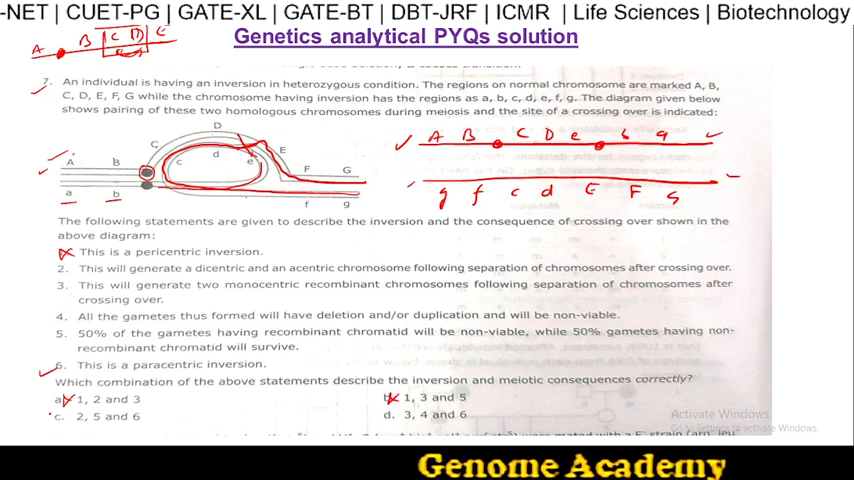 -NET | CUET-PG | GATE-XL | GATE-BT | DBT-JRF | ICMR | Life Sciences | Biotechnology
Genetics analytical PYQs solution
A B C D E
7. An individual is having an inversion in heterozygous condition. The regions on normal chromosome are marked A, B,
C, D, E, F, G while the chromosome having inversion has the regions as a, b, c, d, e, f, g. The diagram given below
shows pairing of these two homologous chromosomes during meiosis and the site of a crossing over is indicated:
A B C D E F G
c d e
a b f g
A B C D e b a
g f c d E F G
The following statements are given to describe the inversion and the consequence of crossing over shown in the
above diagram:
1. This is a pericentric inversion.
2. This will generate a dicentric and an acentric chromosome following separation of chromosomes after crossing over.
3. This will generate two monocentric recombinant chromosomes following separation of chromosomes after
crossing over.
4. All the gametes thus formed will have deletion and/or duplication and will be non-viable.
5. 50% of the gametes having recombinant chromatid will be non-viable, while 50% gametes having non-
recombinant chromatid will survive.
6. This is a paracentric inversion.
Which combination of the above statements describe the inversion and meiotic consequences correctly?
a. 1, 2 and 3 b. 1, 3 and 5
c. 2, 5 and 6 d. 3, 4 and 6
Activate Windows
Go to Settings to activate Windows.
Genome Academy